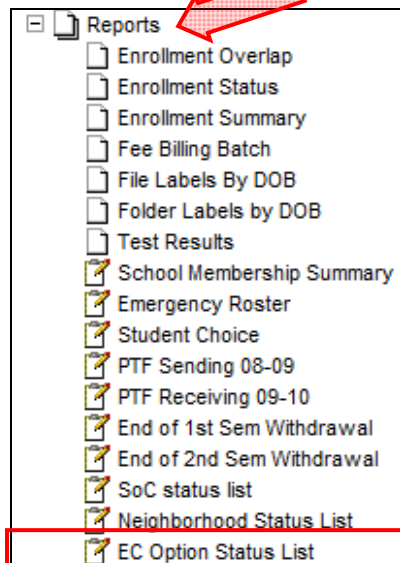 Reports
Enrollment Overlap
Enrollment Status
Enrollment Summary
Fee Billing Batch
File Labels By DOB
Folder Labels by DOB
Test Results
School Membership Summary
Emergency Roster
Student Choice
PTF Sending 08-09
PTF Receiving 09-10
End of 1st Sem Withdrawal
End of 2nd Sem Withdrawal
SoC status list
Neighborhood Status List
EC Option Status List